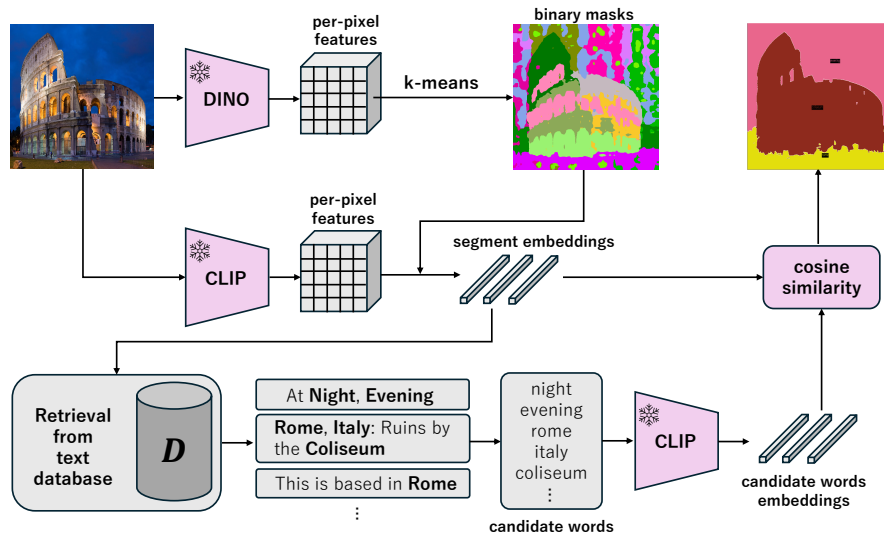 per-pixel
features
binary masks
DINO
k-means
per-pixel
features
segment embeddings
CLIP
cosine
similarity
Retrieval
from
text
database
D
At Night, Evening
Rome, Italy: Ruins by
the Coliseum
This is based in Rome
⋮
night
evening
rome
italy
coliseum
⋮
candidate words
CLIP
candidate words
embeddings